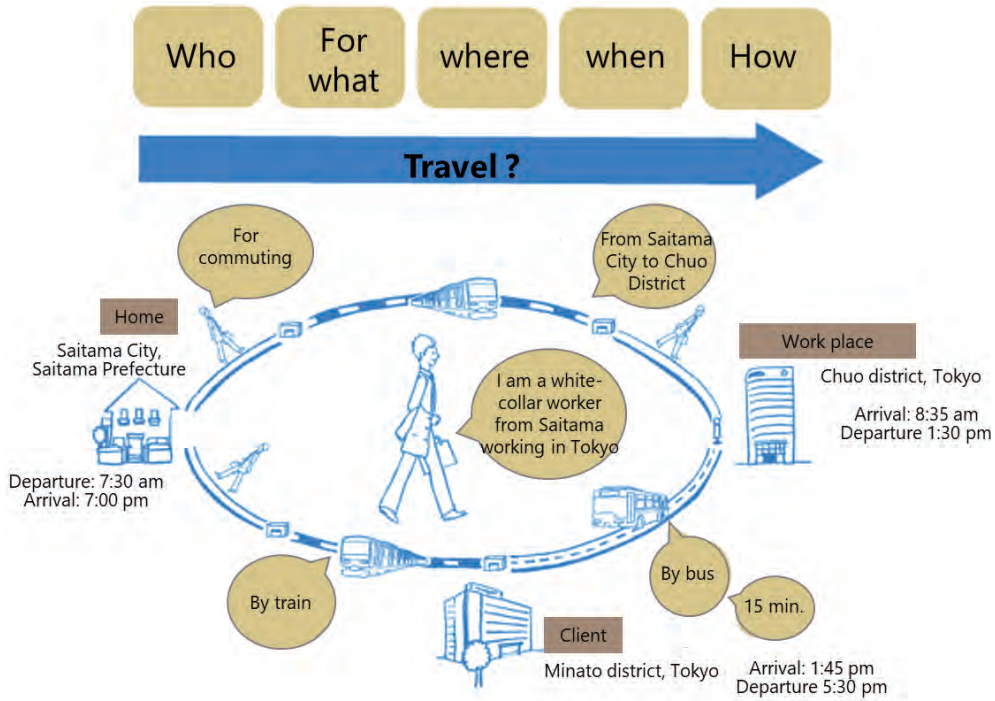 Who
For
what
where
when
How
Travel ?
For
commuting
From Saitama
City to Chuo
District
Home
Saitama City,
Saitama Prefecture
Work place
Chuo district, Tokyo
Arrival: 8:35 am
Departure 1:30 pm
I am a white-
collar worker
from Saitama
working in Tokyo
Departure: 7:30 am
Arrival: 7:00 pm
By train
By bus
15 min.
Client
Minato district, Tokyo
Arrival: 1:45 pm
Departure 5:30 pm